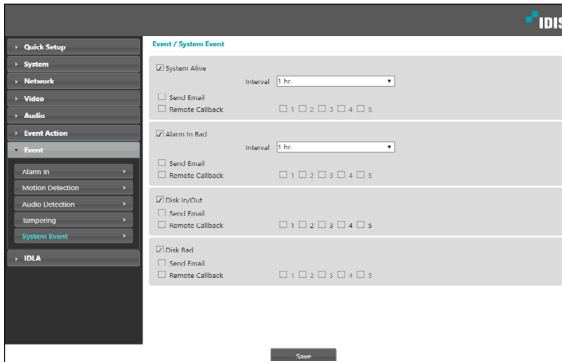 IDIS
Quick Setup
System
Network
Video
Audio
Event Action
Event
Alarm In
Motion Detection
Audio Detection
Tampering
System Event
IDLA
Event / System Event
System Alive
Interval 1 hr.
Send Email
Remote Callback 1 2 3 4 5
Alarm In Bad
Interval 1 hr.
Send Email
Remote Callback 1 2 3 4 5
Disk In/Out
Send Email
Remote Callback 1 2 3 4 5
Disk Bad
Send Email
Remote Callback 1 2 3 4 5
Save